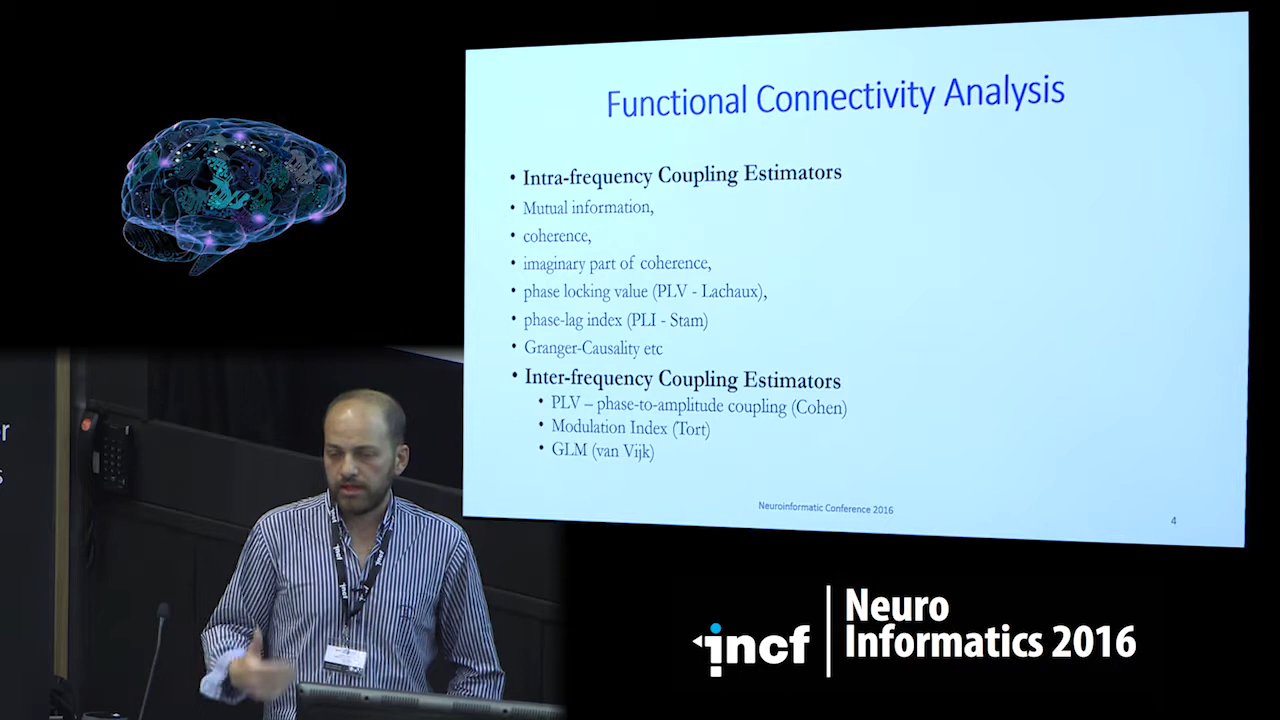 Functional Connectivity Analysis
• Intra-frequency Coupling Estimators
• Mutual information,
• coherence,
• imaginary part of coherence,
• phase locking value (PLV - Lachaux),
• phase-lag index (PLI - Stam)
• Granger-Causality etc
• Inter-frequency Coupling Estimators
• PLV – phase-to-amplitude coupling (Cohen)
• Modulation Index (Tort)
• GLM (van Vijk)
Neuroinformatic Conference 2016
4
incf
Neuro
Informatics 2016